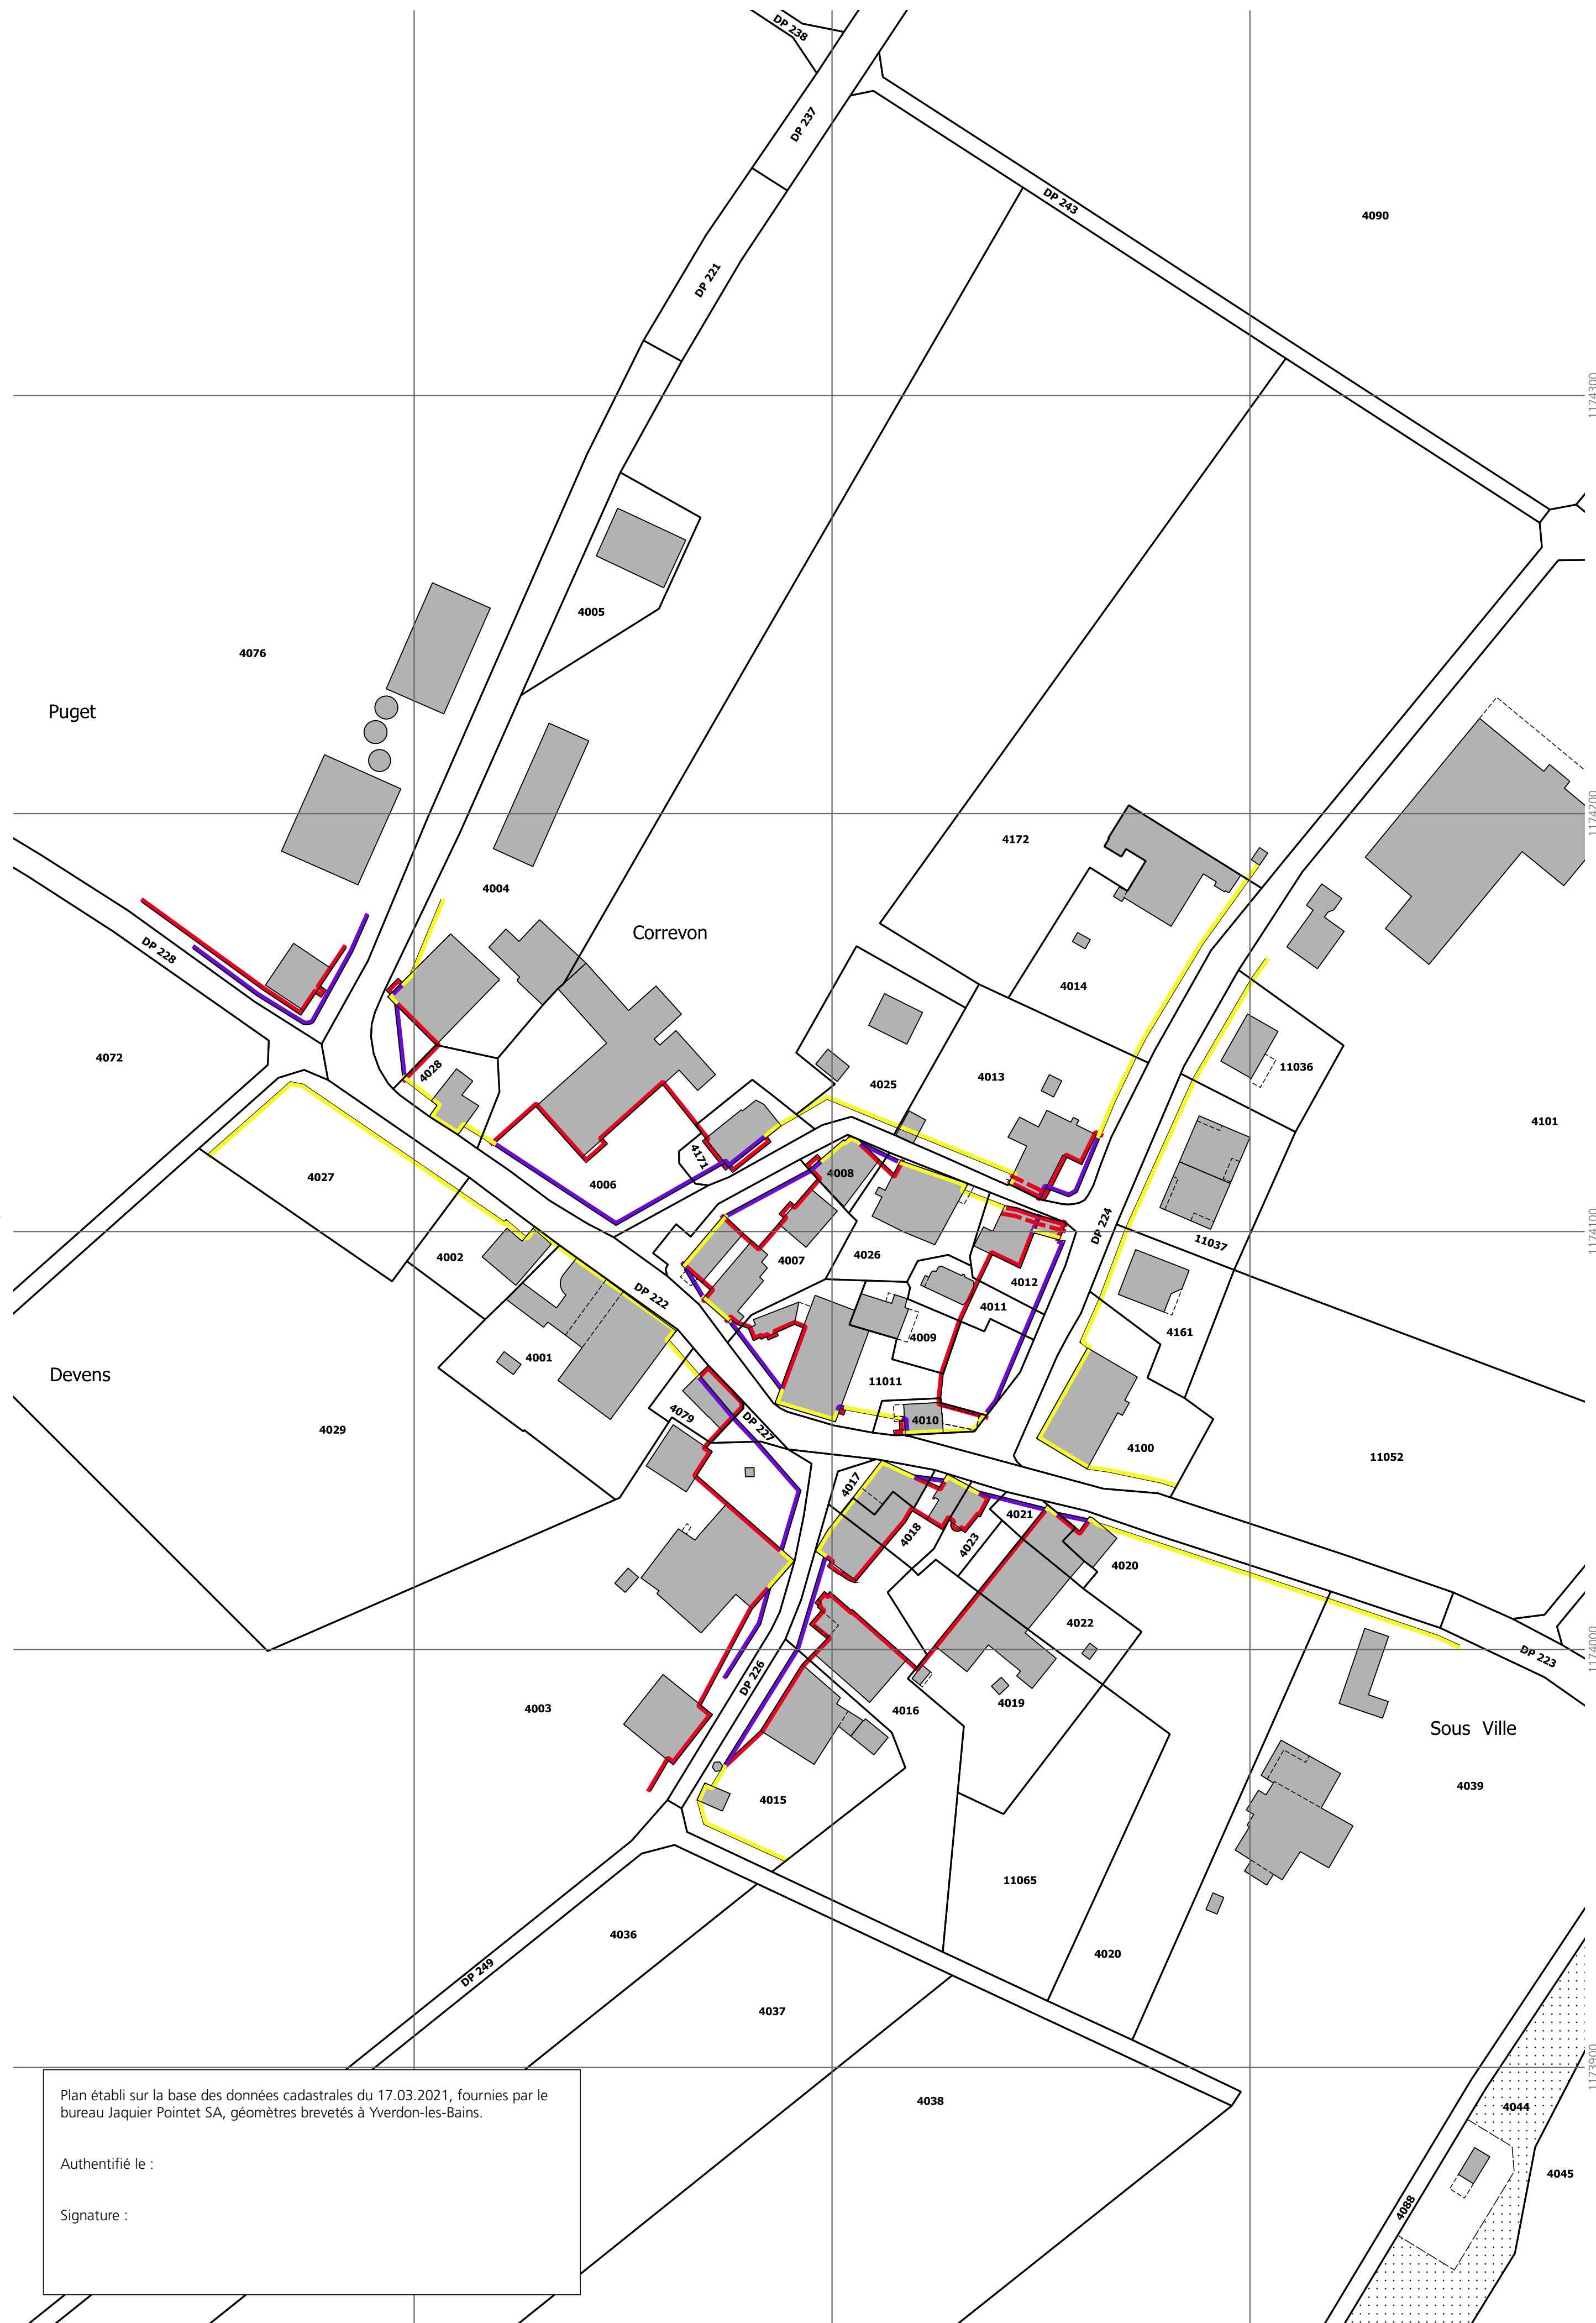 DP 238
DP 237
DP 243
4090
DP 221
1174300
4005
4076
Puget
1174200
4172
4004
Correvon
DP 228
4014
4072
4028
4025
4013
11036
4101
4171
4008
4027
4006
DP 224
11037
4002
4026
4007
4012
DP 222
4011
1174100
4161
4009
4001
Devens
11011
4079
4010
DP 227
4029
4100
11052
4017
4021
4018
4023
4020
4022
1174000
DP 223
DP 226
4003
4016
4019
Sous Ville
4039
4015
11065
4036
4020
DP 249
4037
1173900
Plan établi sur la base des données cadastrales du 17.03.2021, fournies par le
bureau Jaquier Pointet SA, géomètres brevetés à Yverdon-les-Bains.
4038
4044
Authentifié le :
4045
4088
Signature :